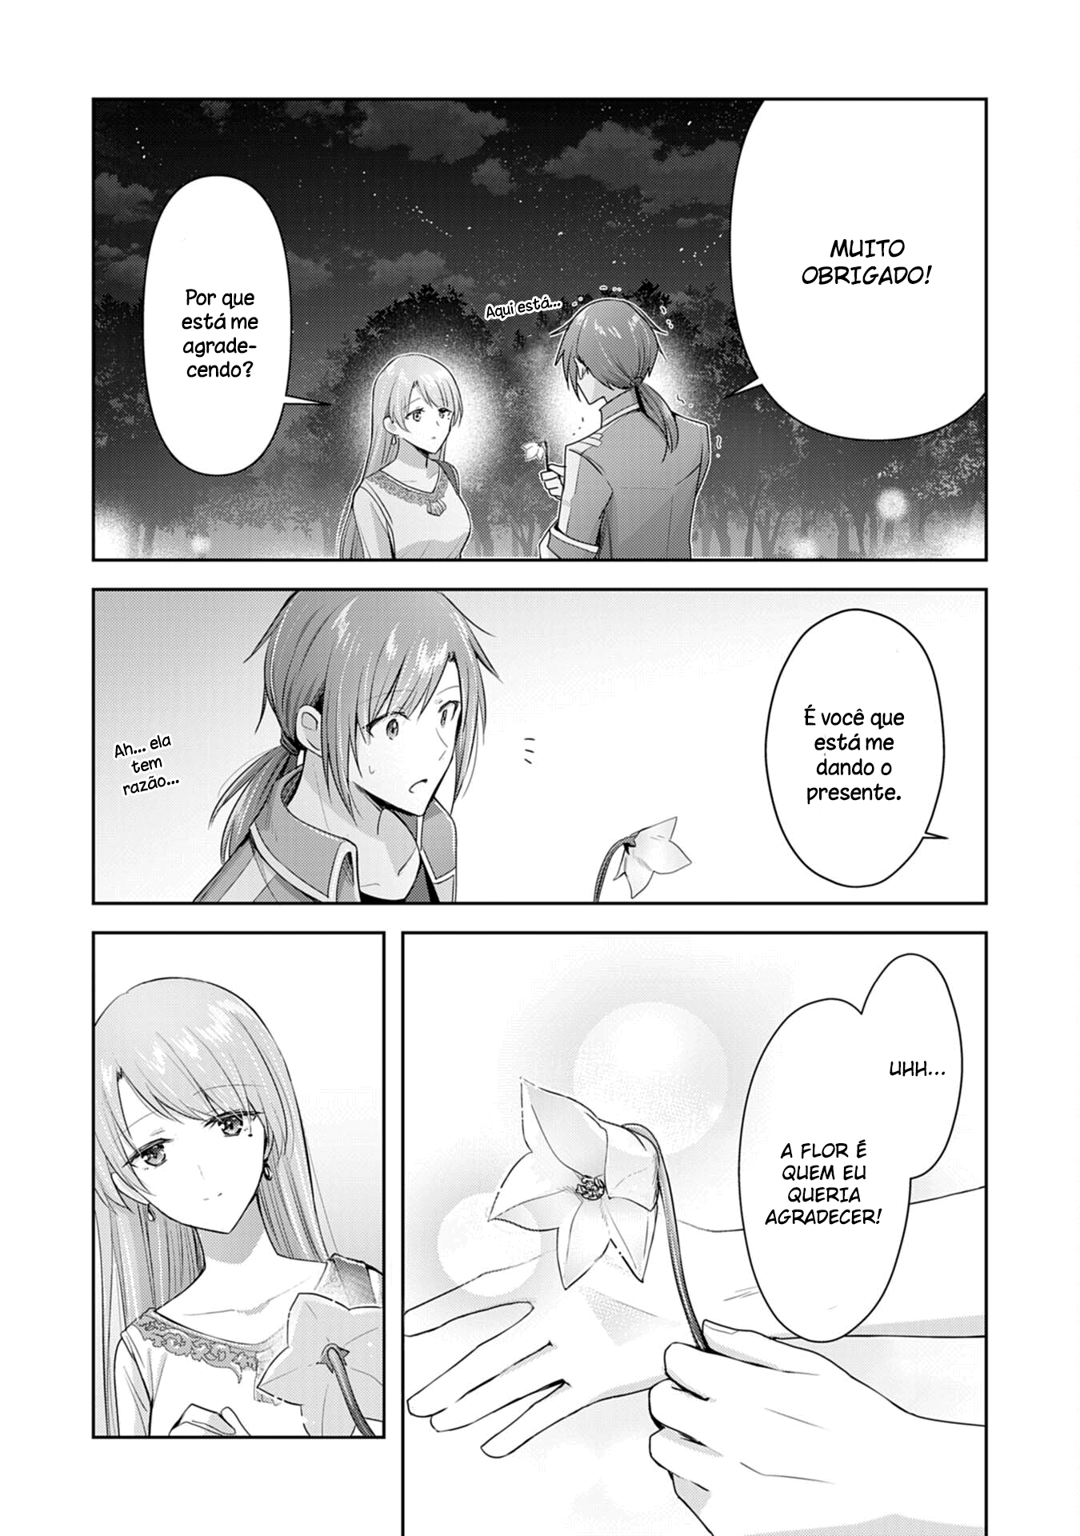 MUITO
OBRIGADO!
Aqui está...
Por que
está me
agrade-
cendo?
É você que
está me
dando o
presente.
Ah... ela
tem
razão...
UHH...
A FLOR É
QUEM EU
QUERIA
AGRADECER!